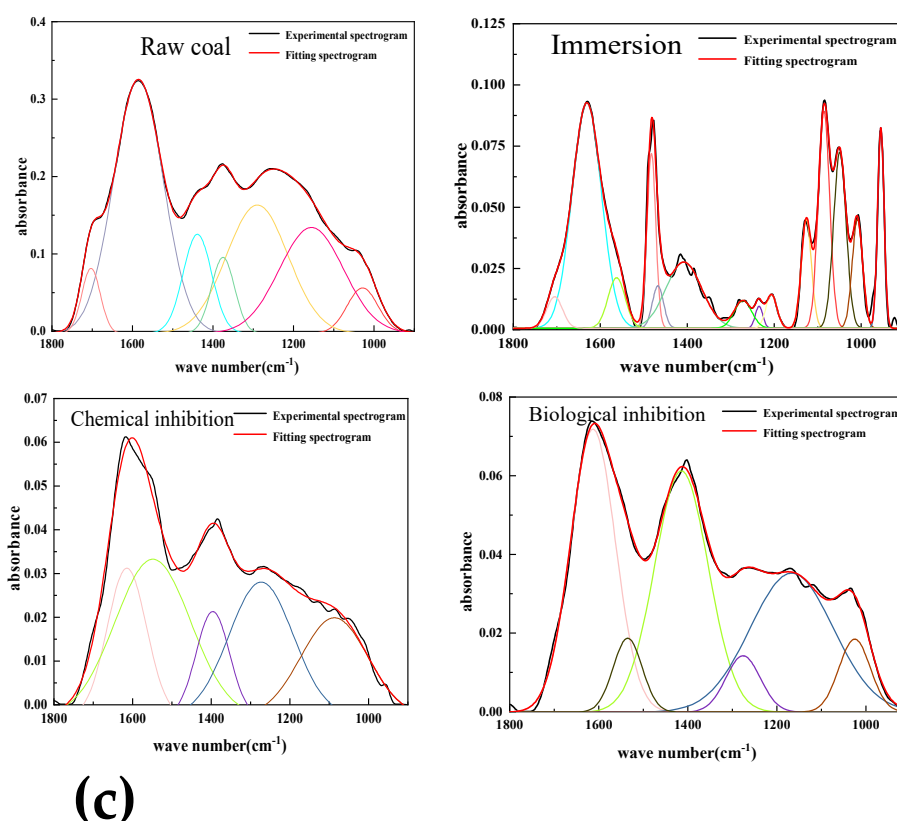 Raw coal
Experimental spectrogram
Fitting spectrogram
absorbance
0.4
0.3
0.2
0.1
0.0
1800 1600 1400 1200 1000
wave number(cm-1)
Immersion
Experimental spectrogram
Fitting spectrogram
absorbance
0.125
0.100
0.075
0.050
0.025
0.000
1600 1400 1200 1000
wave number(cm-1)
Chemical inhibition
Experimental spectrogram
Fitting spectrogram
absorbance
0.07
0.06
0.05
0.04
0.03
0.02
0.01
0.00
1800 1600 1400 1200 1000
wave number(cm-1)
Biological inhibition
Experimental spectrogram
Fitting spectrogram
absorbance
0.08
0.06
0.04
0.02
0.00
1800 1600 1400 1200 1000
wave number(cm-1)
(c)